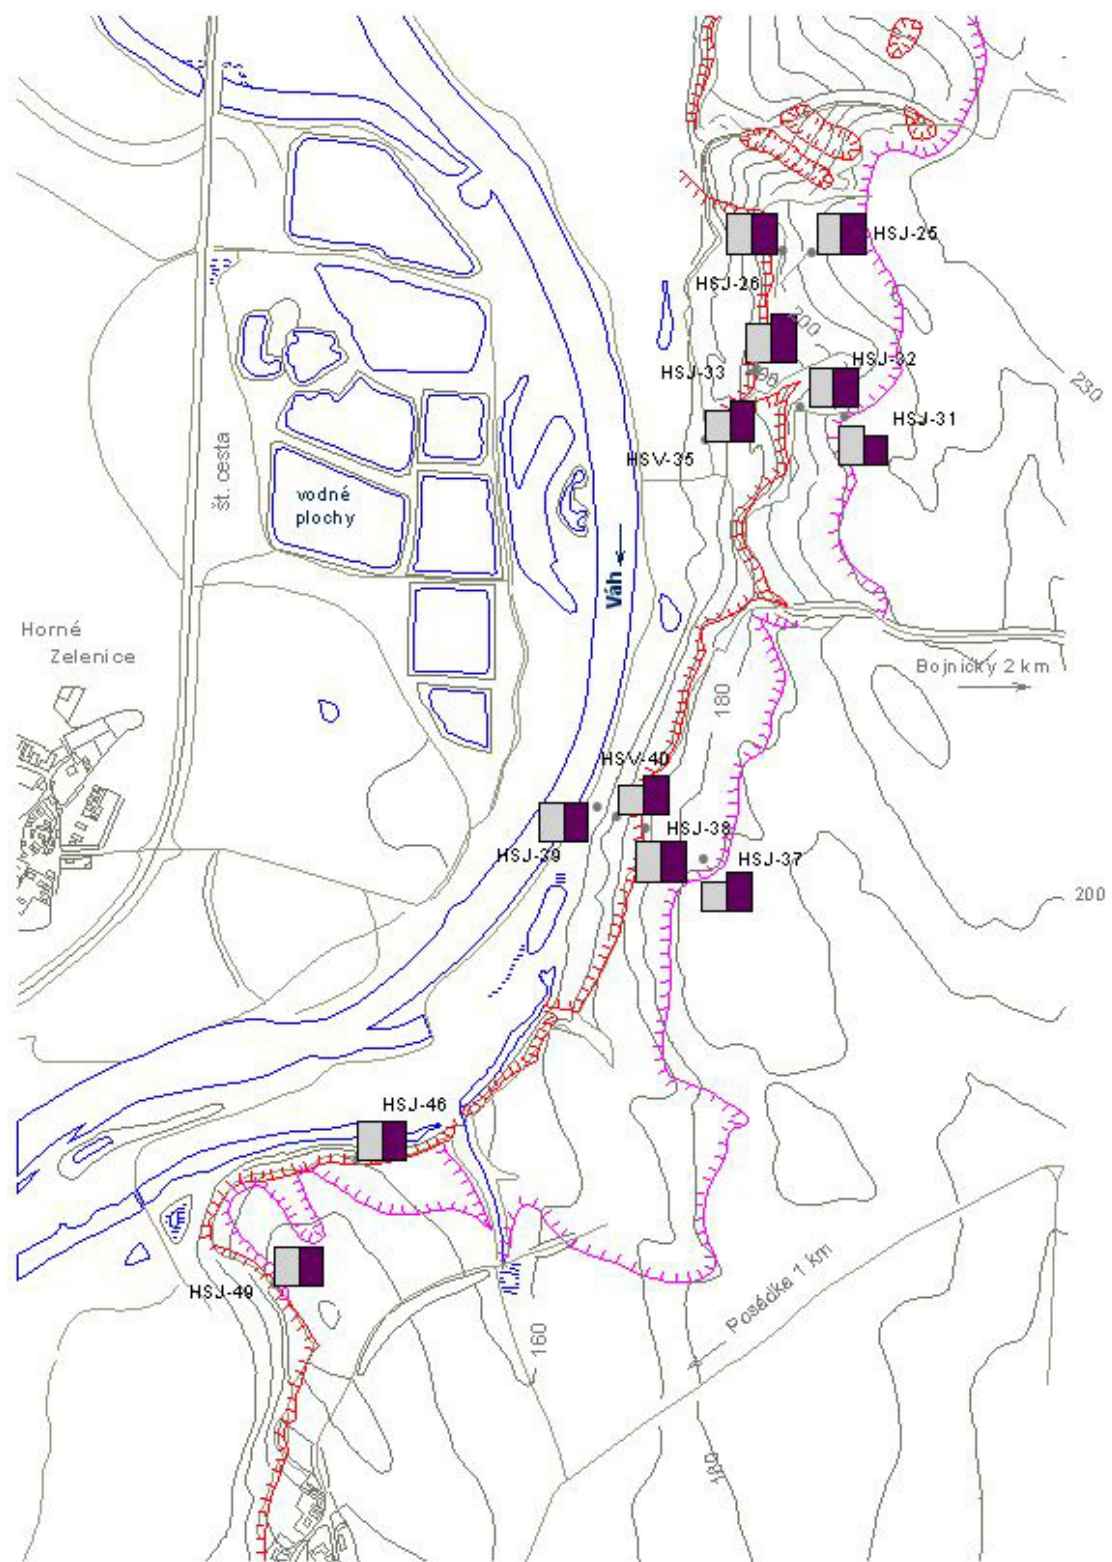 HSJ-25
HSJ-26
200
HSJ-32
HSJ-33
230
HSJ-31
HSV-35
št. cesta
vodné
plochy
Váh
Horné
Zelenice
Bojničky 2 km
180
HSV-40
HSJ-38
HSJ-39
HSJ-37
200
HSJ-46
HSJ-49
Posádka 1 km
160
180